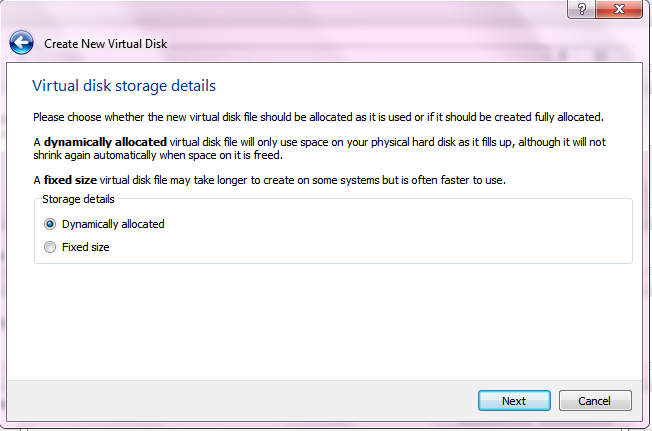 ?
X
Create New Virtual Disk
Virtual disk storage details
Please choose whether the new virtual disk file should be allocated as it is used or if it should be created fully allocated.
A dynamically allocated virtual disk file will only use space on your physical hard disk as it fills up, although it will not
shrink again automatically when space on it is freed.
A fixed size virtual disk file may take longer to create on some systems but is often faster to use.
Storage details
Dynamically allocated
Fixed size
Next Cancel